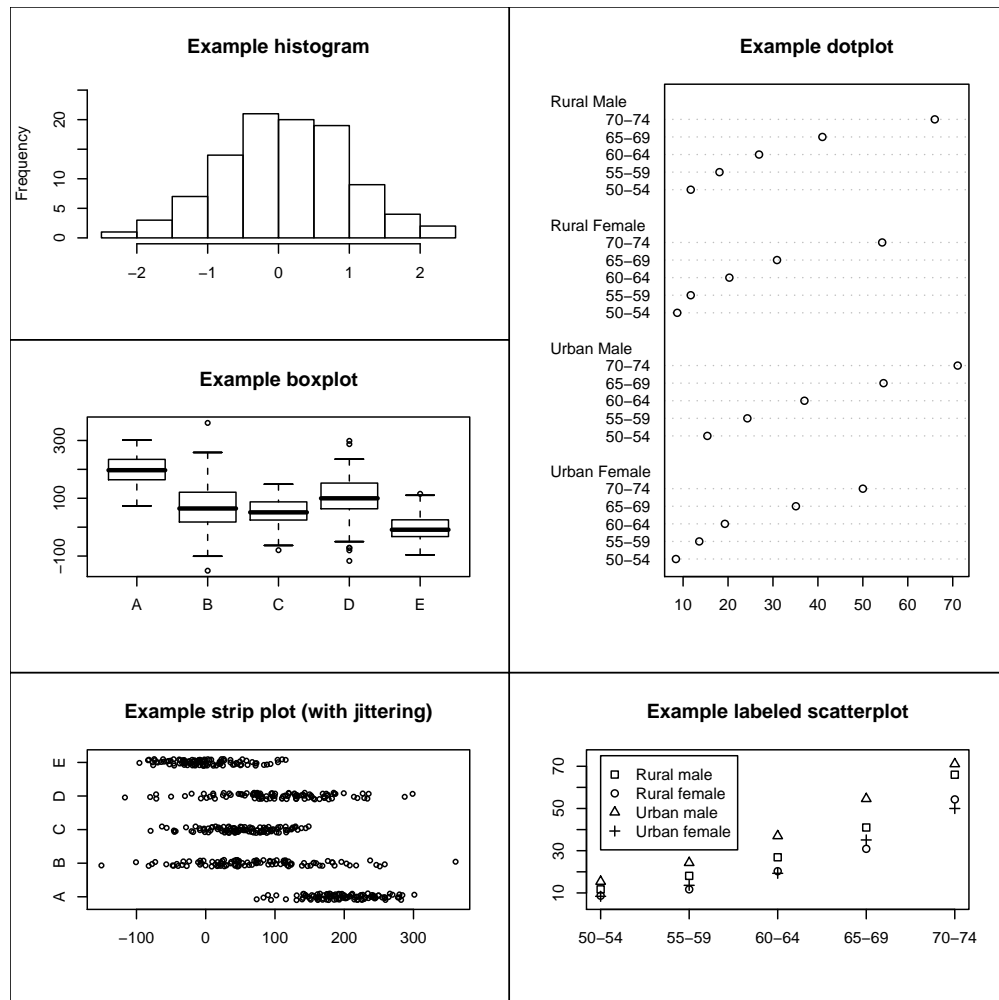 Example histogram
Frequency
0 5 10 20
−2 −1 0 1 2
Example boxplot
−100 100 300
A B C D E
Example strip plot (with jittering)
E
D
C
B
A
−100 0 100 200 300
Example dotplot
Rural Male
70−74
65−69
60−64
55−59
50−54
Rural Female
70−74
65−69
60−64
55−59
50−54
Urban Male
70−74
65−69
60−64
55−59
50−54
Urban Female
70−74
65−69
60−64
55−59
50−54
10 20 30 40 50 60 70
Example labeled scatterplot
10 30 50 70
Rural male
Rural female
Urban male
Urban female
50−54 55−59 60−64 65−69 70−74